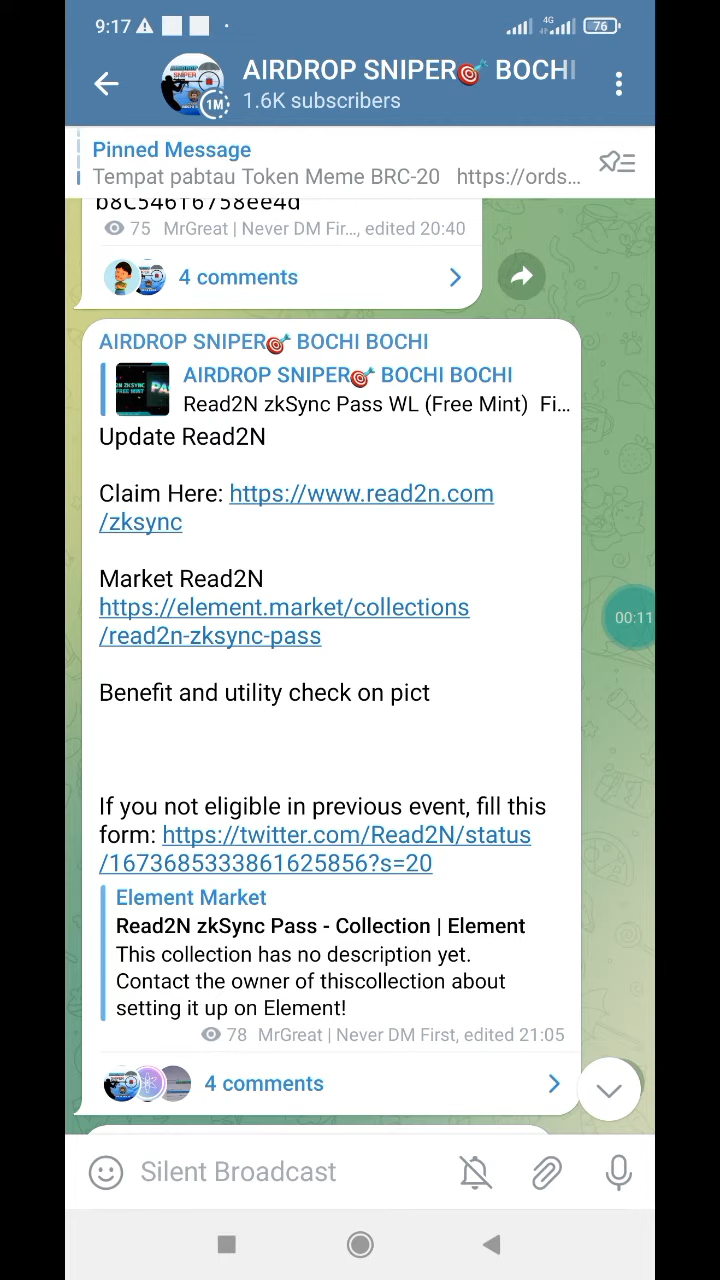 9:17
4G
76
AIRDROP SNIPER🎯 BOCHI
1M
1.6K subscribers
Pinned Message
Tempat pabtau Token Meme BRC-20 https://ords...
b8C54616758ee4d
75 MrGreat | Never DM Fir..., edited 20:40
4 comments
AIRDROP SNIPER🎯 BOCHI BOCHI
AIRDROP SNIPER🎯 BOCHI BOCHI
Read2N zkSync Pass WL (Free Mint) Fi...
Update Read2N
Claim Here: https://www.read2n.com
/zksync
00:11
Market Read2N
https://element.market/collections
/read2n-zksync-pass
Benefit and utility check on pict
If you not eligible in previous event, fill this
form: https://twitter.com/Read2N/status
/1673685333861625856?s=20
Element Market
Read2N zkSync Pass - Collection | Element
This collection has no description yet.
Contact the owner of thiscollection about
setting it up on Element!
78 MrGreat | Never DM First, edited 21:05
4 comments
Silent Broadcast